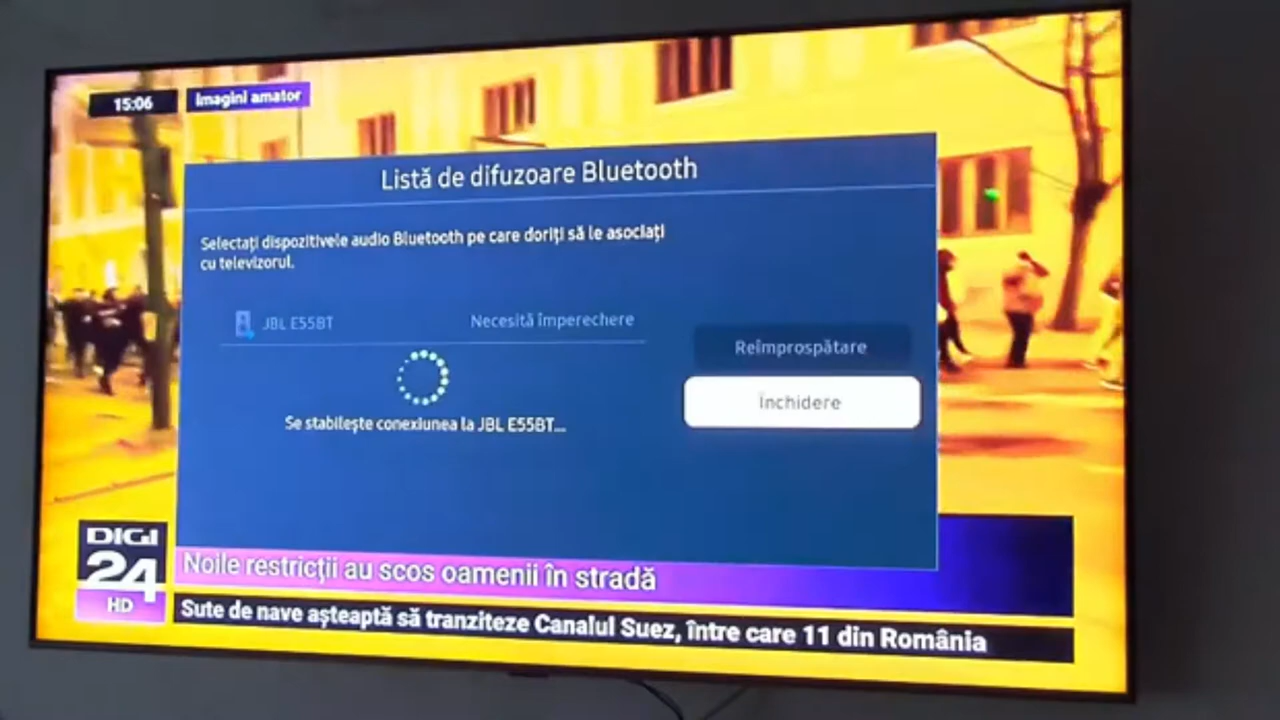 15:06 Imagini amator
Listă de difuzoare Bluetooth
Selectați dispozitivele audio Bluetooth pe care doriți să le asociați
cu televizorul.
JBL E55BT Necesită împerechere
Reîmprospătare
Închidere
Se stabilește conexiunea la JBL E55BT...
DIGI
24
HD
Noile restricții au scos oamenii în stradă
Sute de nave așteaptă să tranziteze Canalul Suez, între care 11 din România